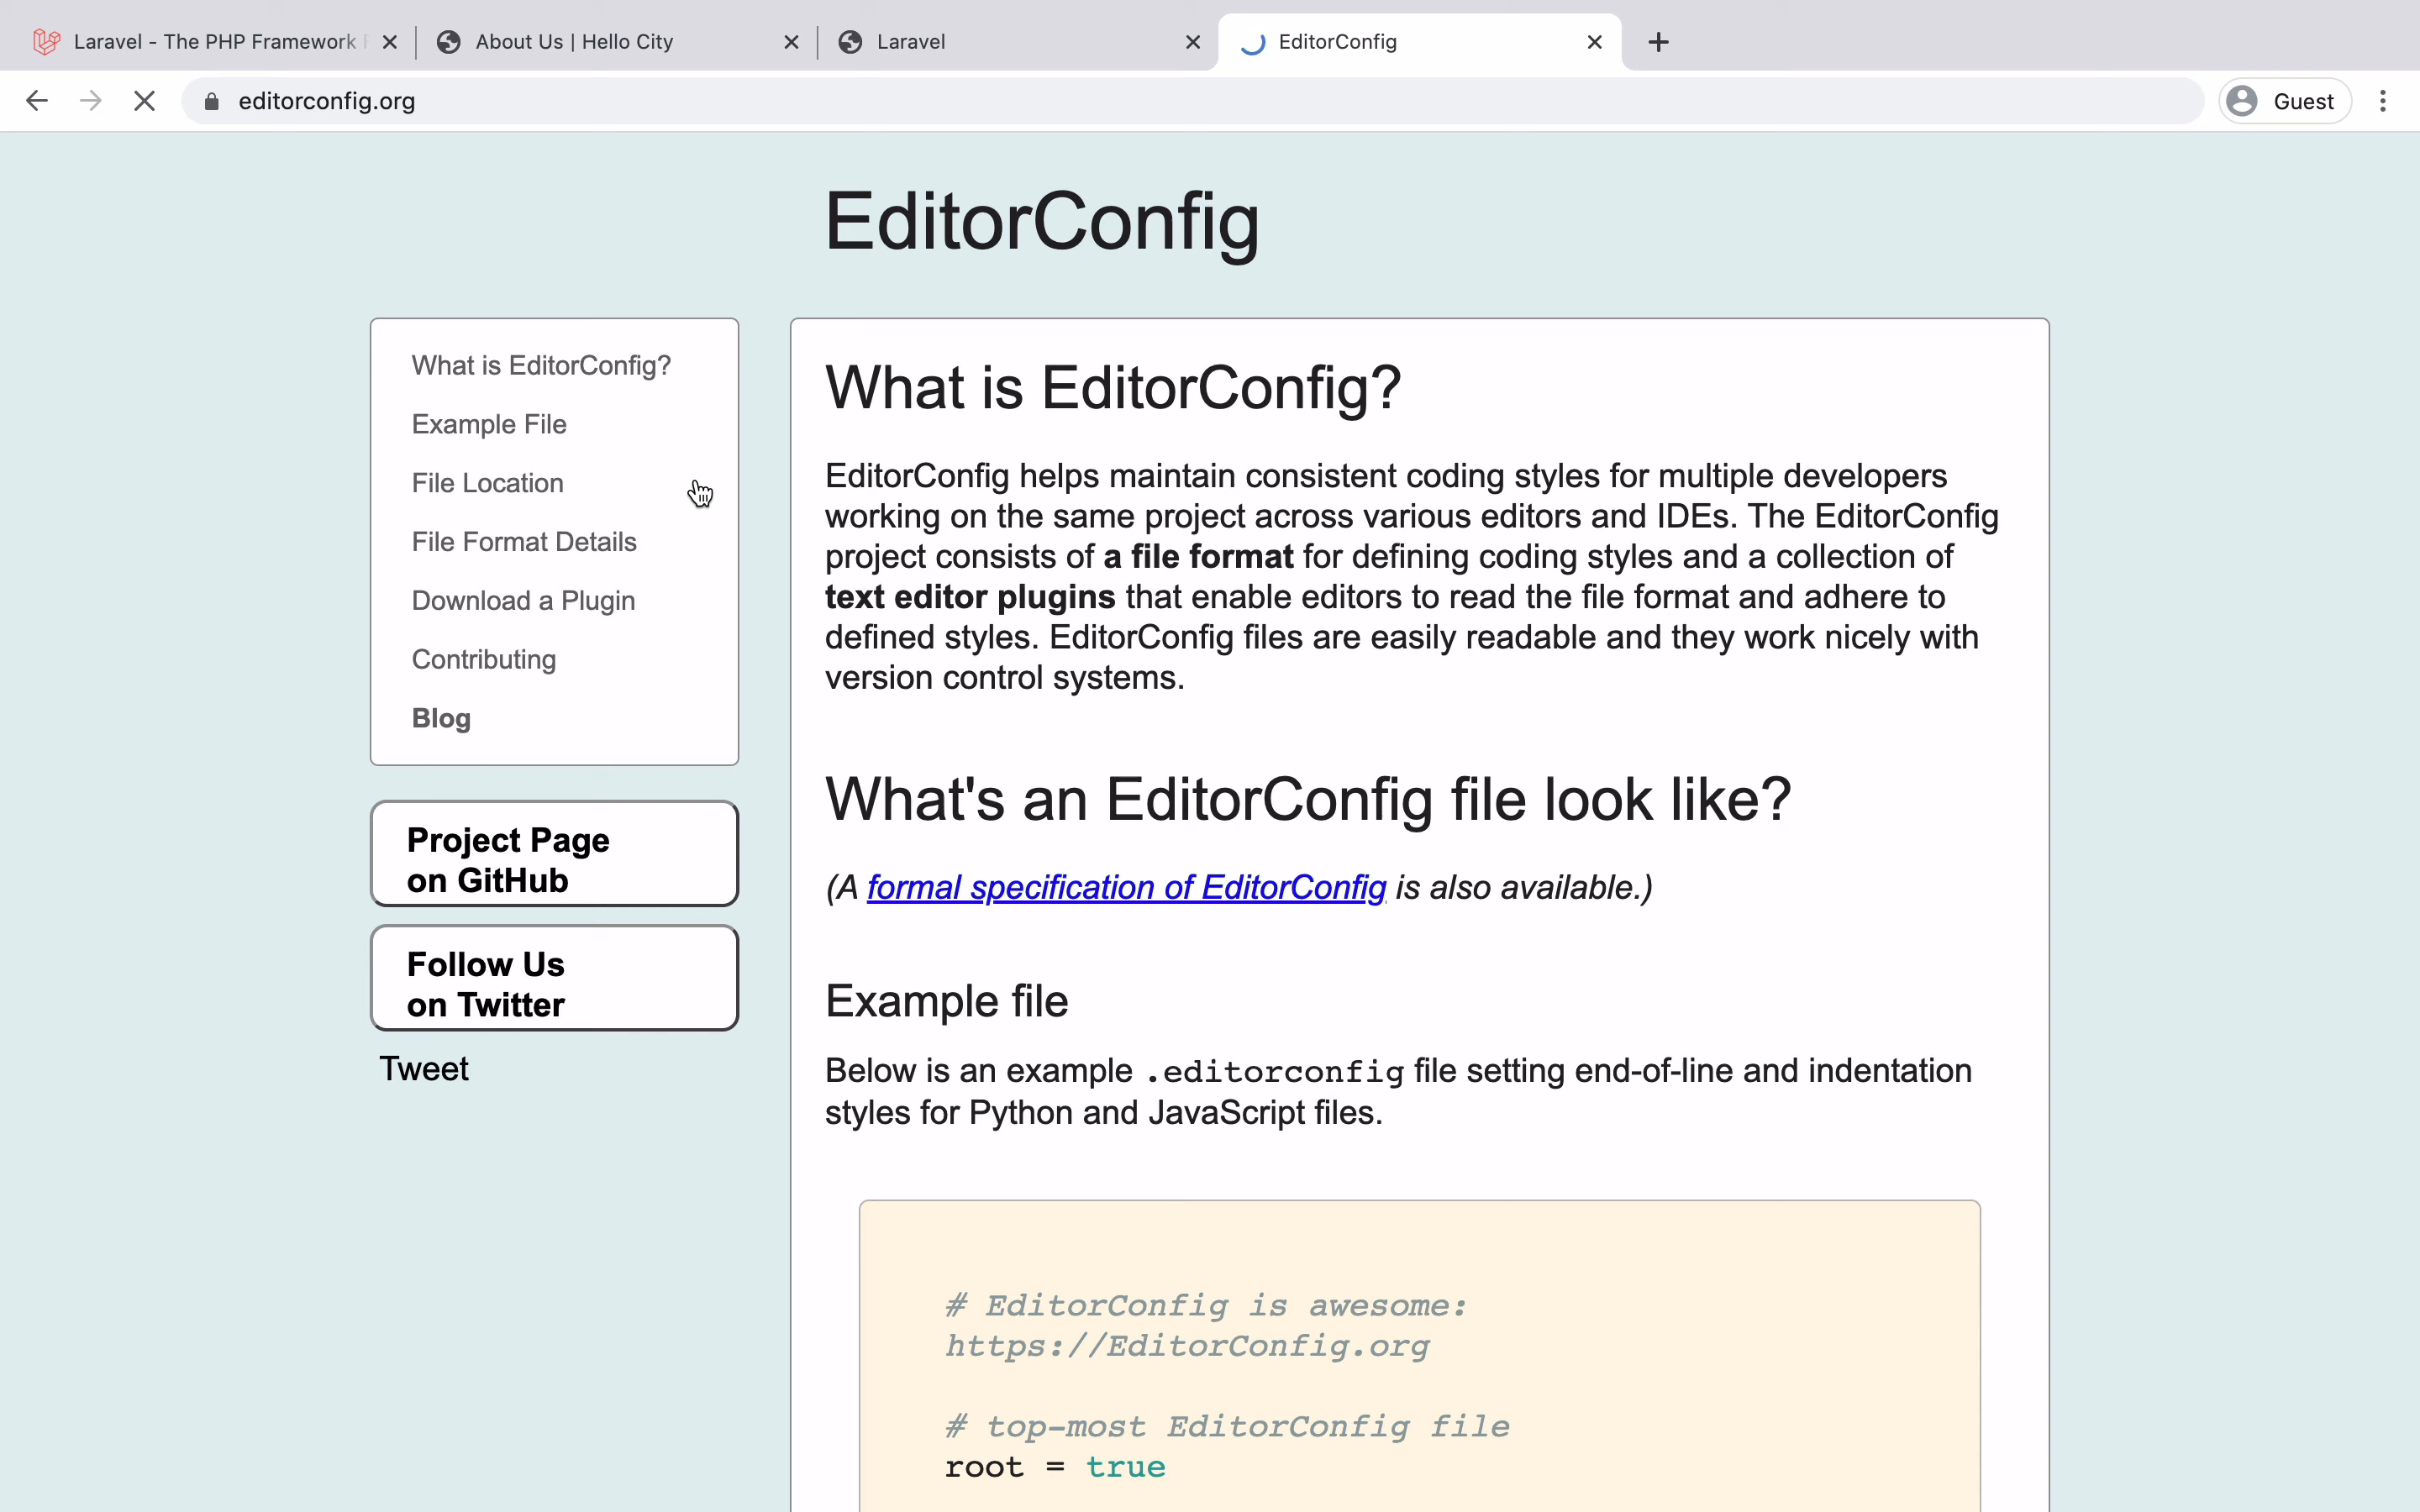 Laravel - The PHP Framework
About Us | Hello City
Laravel
EditorConfig
editorconfig.org
Guest
EditorConfig
What is EditorConfig?
Example File
File Location
File Format Details
Download a Plugin
Contributing
Blog
Project Page
on GitHub
Follow Us
on Twitter
Tweet
What is EditorConfig?
EditorConfig helps maintain consistent coding styles for multiple developers
working on the same project across various editors and IDEs. The EditorConfig
project consists of a file format for defining coding styles and a collection of
text editor plugins that enable editors to read the file format and adhere to
defined styles. EditorConfig files are easily readable and they work nicely with
version control systems.
What's an EditorConfig file look like?
(A formal specification of EditorConfig is also available.)
Example file
Below is an example .editorconfig file setting end-of-line and indentation
styles for Python and JavaScript files.
# EditorConfig is awesome:
https://EditorConfig.org
# top-most EditorConfig file
root = true